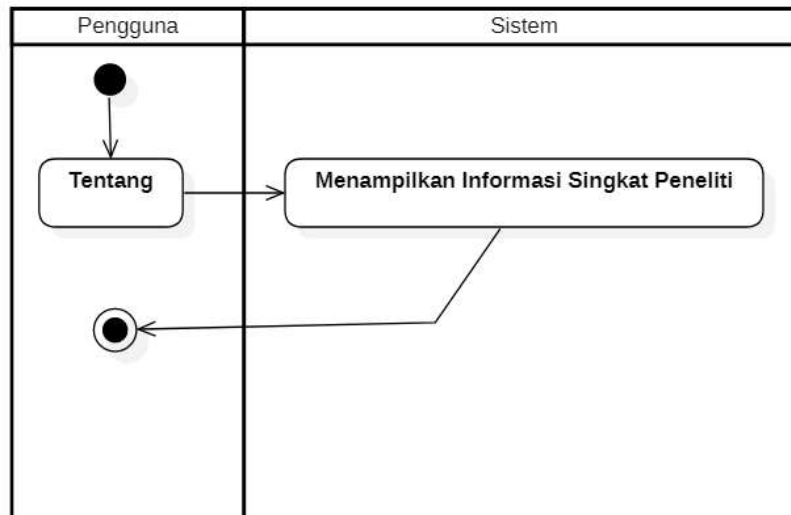 Pengguna
Sistem
Tentang
Menampilkan Informasi Singkat Peneliti